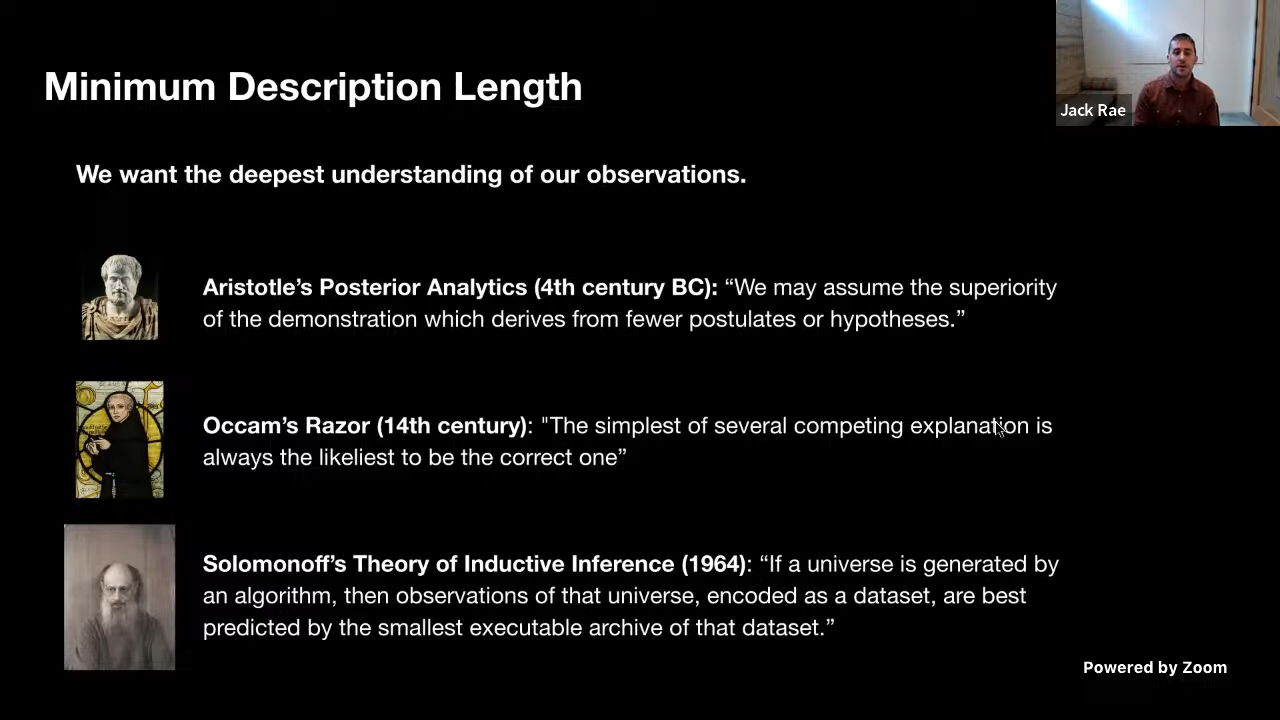 Minimum Description Length
Jack Rae
We want the deepest understanding of our observations.
Aristotle’s Posterior Analytics (4th century BC): “We may assume the superiority
of the demonstration which derives from fewer postulates or hypotheses.”
Occam’s Razor (14th century): "The simplest of several competing explanation is
always the likeliest to be the correct one”
Solomonoff’s Theory of Inductive Inference (1964): “If a universe is generated by
an algorithm, then observations of that universe, encoded as a dataset, are best
predicted by the smallest executable archive of that dataset.”
Powered by Zoom